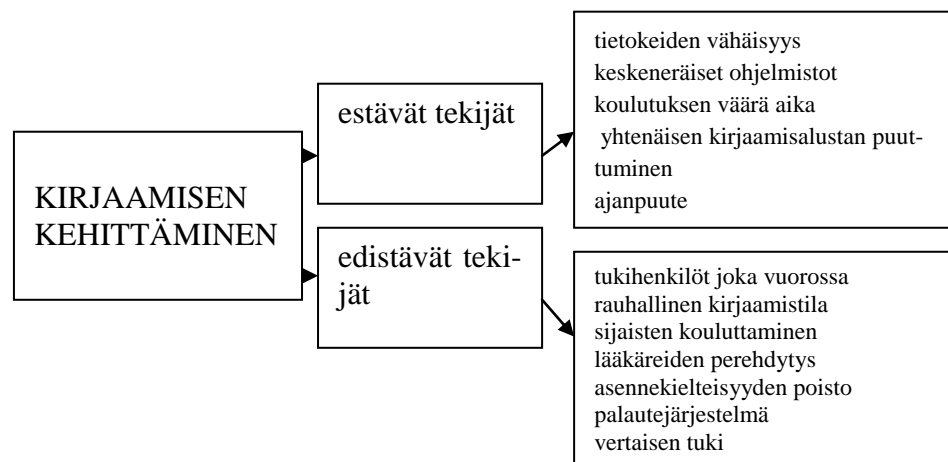 KIRJAAMISEN
KEHITTÄMINEN
estävät tekijät
tietokeiden vähäisyys
keskeneräiset ohjelmistot
koulutuksen väärä aika
yhtenäisen kirjaamisalustan puut-
tuminen
ajanpuute
edistävät teki-
jät
tukihenkilöt joka vuorossa
rauhallinen kirjaamistila
sijaisten kouluttaminen
lääkäreiden perehdytys
asennekielteisyyden poisto
palautejärjestelmä
vertaisen tuki